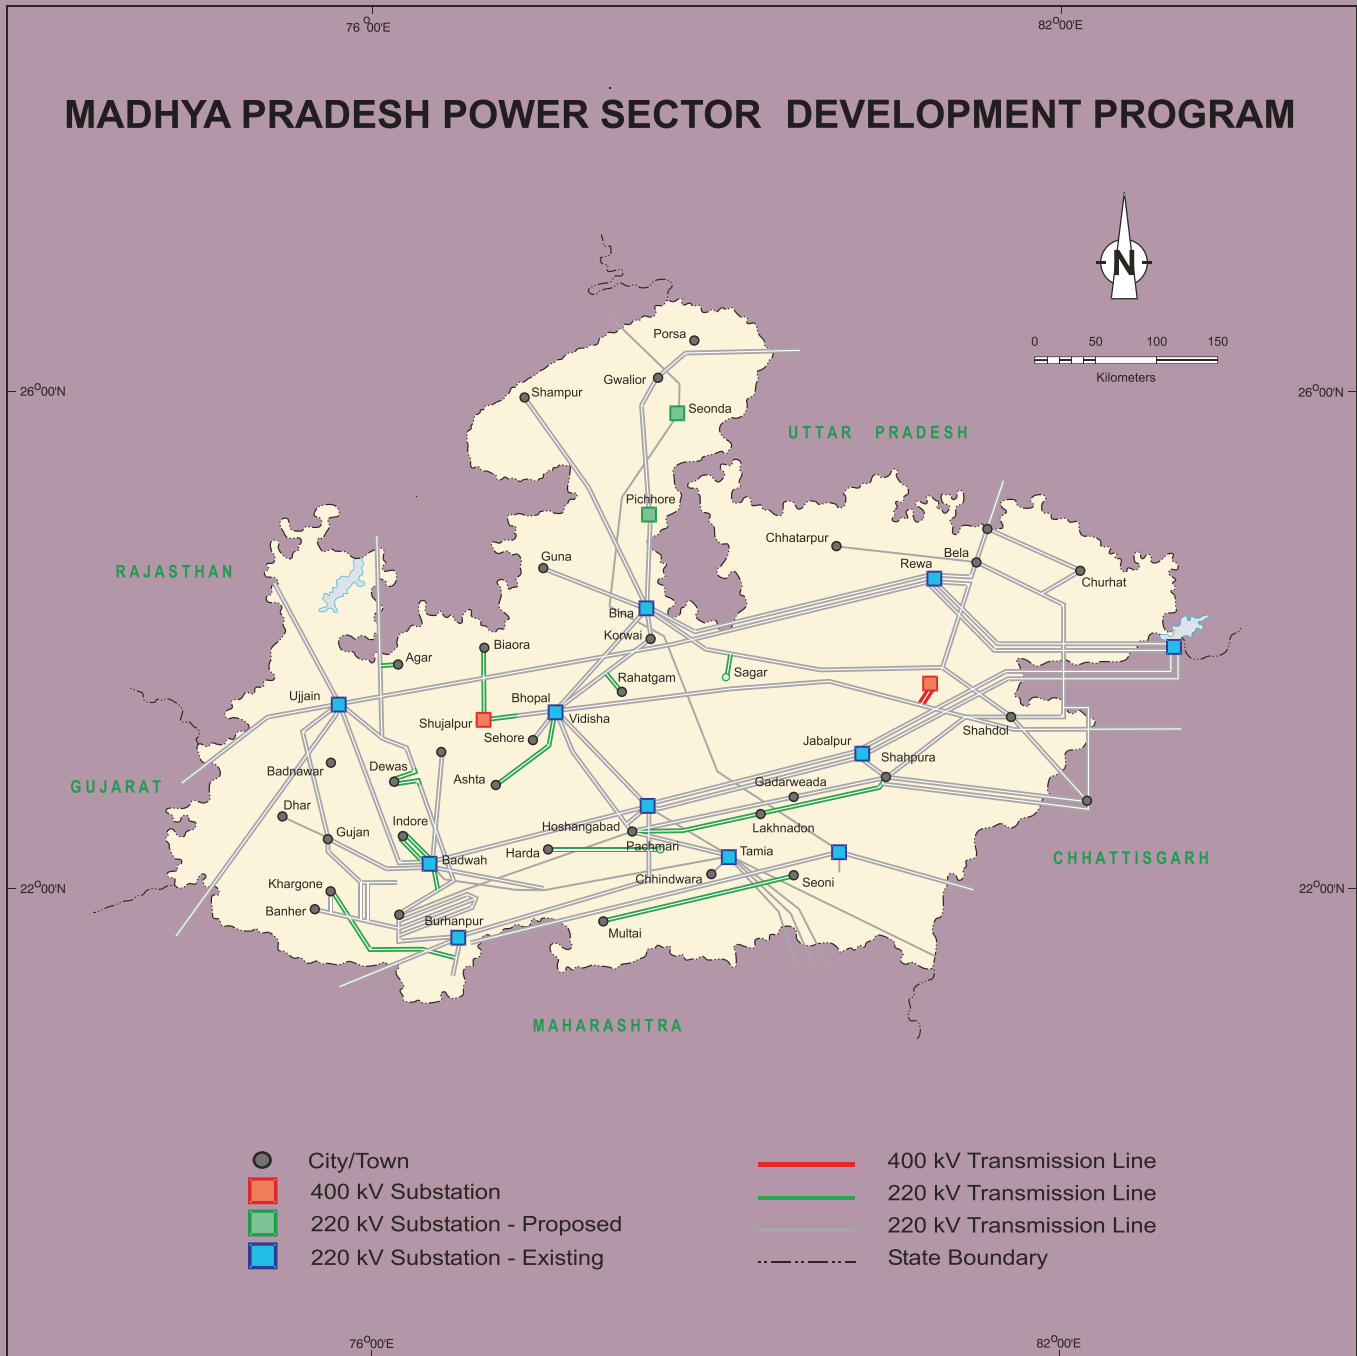 76°00'E
82°00'E
MADHYA PRADESH POWER SECTOR DEVELOPMENT PROGRAM
N
0 50 100 150
Kilometers
26°00'N
26°00'N
Porsa
Gwalior
Shampur
Seonda
UTTAR PRADESH
Pichhore
Chhatarpur
Bela
Guna
Rewa
Churhat
RAJASTHAN
Bina
Korwai
Biaora
Agar
Sagar
Rahatgam
Ujjain
Bhopal
Vidisha
Shujalpur
Shahdol
Sehore
Jabalpur
Shahpura
Badnawar
Dewas
Ashta
Gadarweada
GUJARAT
Dhar
Indore
Hoshangabad
Lakhnadon
Gujan
Pachmari
Harda
Tamia
Badwah
CHHATTISGARH
Chhindwara
Seoni
Khargone
22°00'N
22°00'N
Banher
Burhanpur
Multai
MAHARASHTRA
City/Town
400 kV Substation
220 kV Substation - Proposed
220 kV Substation - Existing
400 kV Transmission Line
220 kV Transmission Line
220 kV Transmission Line
State Boundary
76°00'E
82°00'E